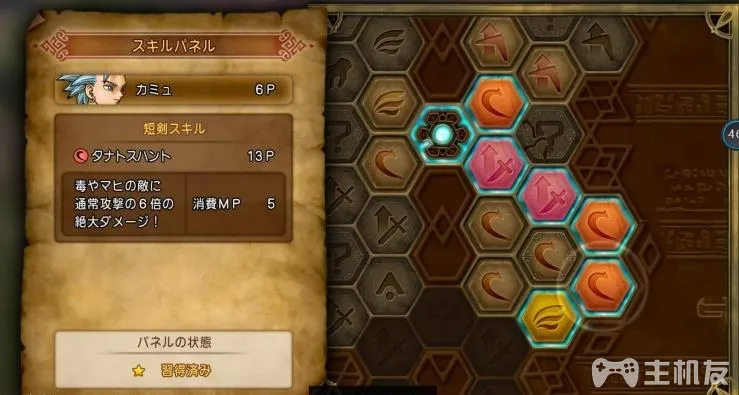 スキルパネル
カミュ 6P
短剣スキル
タナトスハント 13P
毒やマヒの敵に
通常攻撃の6倍の
絶大ダメージ!
消費MP 5
パネルの状態
習得済み
46
主机友